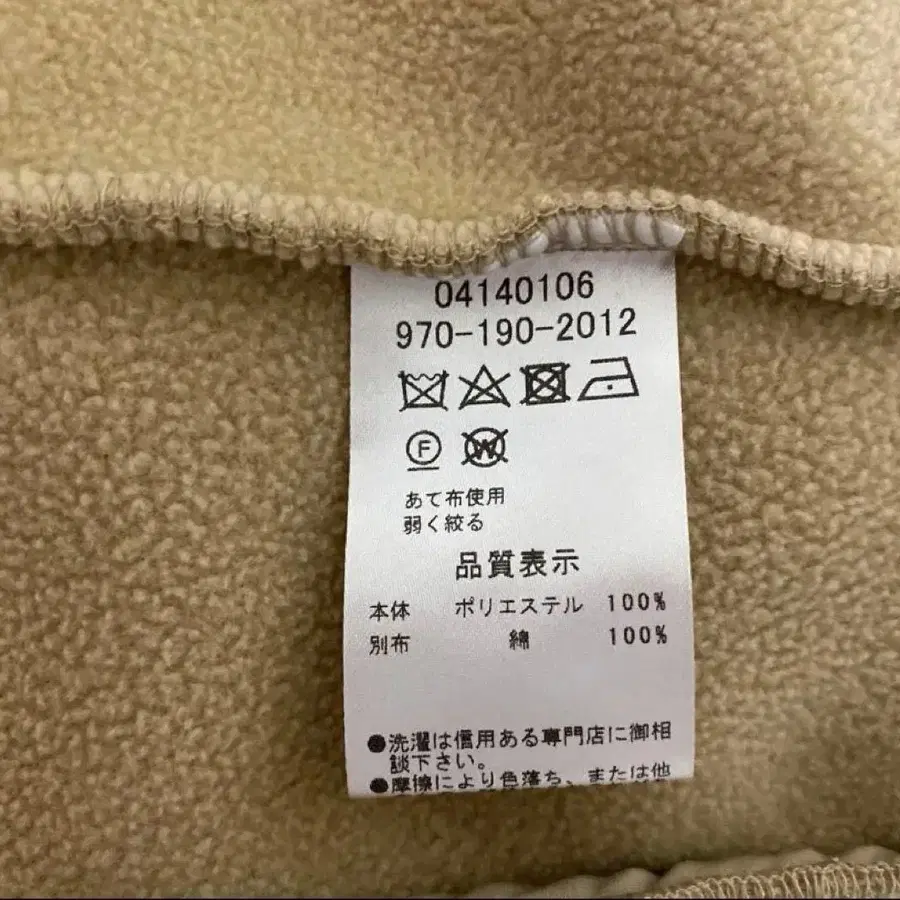 04140106
970-190-2012
F W
あて布使用
弱く絞る
品質表示
本体 ポリエステル 100%
別布 綿 100%
●洗濯は信用ある専門店に御相
談下さい。
●摩擦により色落ち、または他